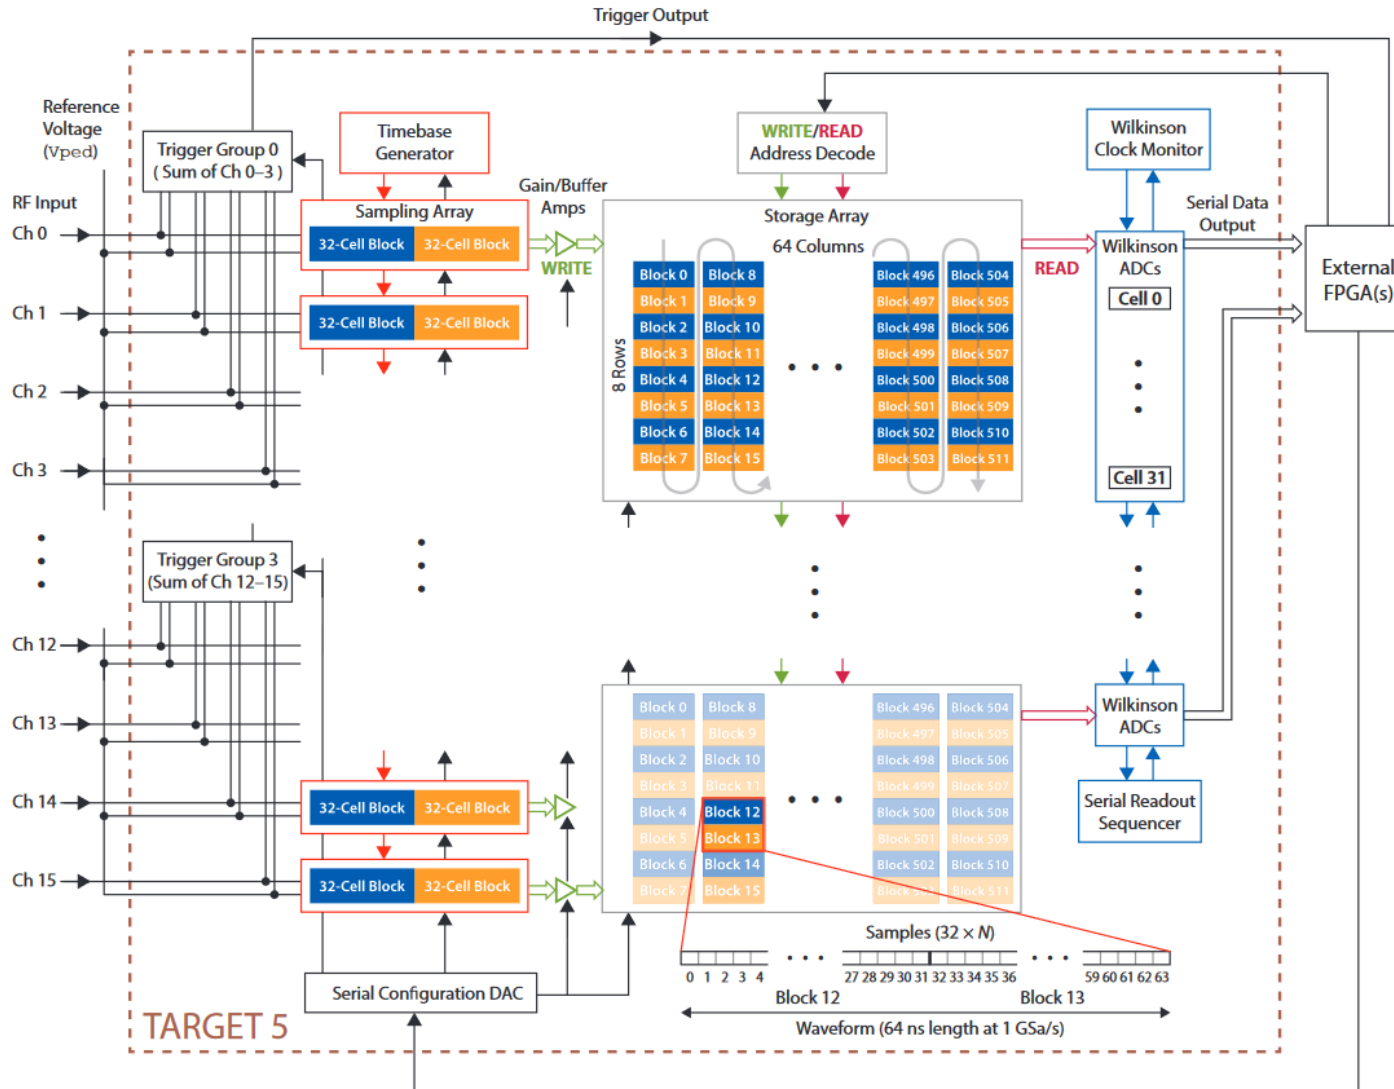 Trigger Output
Reference
Voltage
(Vped)
Trigger Group 0
( Sum of Ch 0–3 )
Timebase
Generator
WRITE/READ
Address Decode
Wilkinson
Clock Monitor
RF Input
Gain/Buffer
Amps
Serial Data
Output
Ch 0
Sampling Array
32-Cell Block
32-Cell Block
WRITE
Storage Array
64 Columns
8 Rows
READ
Wilkinson
ADCs
Cell 0
Cell 31
External
FPGA(s)
Ch 1
32-Cell Block
32-Cell Block
Ch 2
Ch 3
Block 0
Block 8
Block 496
Block 504
Block 1
Block 9
Block 497
Block 505
Block 2
Block 10
Block 498
Block 506
Block 3
Block 11
Block 499
Block 507
Block 4
Block 12
Block 500
Block 508
Block 5
Block 13
Block 501
Block 509
Block 6
Block 14
Block 502
Block 510
Block 7
Block 15
Block 503
Block 511
Trigger Group 3
(Sum of Ch 12–15)
Ch 12
Ch 13
Ch 14
32-Cell Block
32-Cell Block
Ch 15
32-Cell Block
32-Cell Block
Block 0
Block 8
Block 496
Block 504
Block 1
Block 9
Block 497
Block 505
Block 2
Block 10
Block 498
Block 506
Block 3
Block 11
Block 499
Block 507
Block 4
Block 12
Block 500
Block 508
Block 5
Block 13
Block 501
Block 509
Block 6
Block 14
Block 502
Block 510
Block 7
Block 15
Block 503
Block 511
Wilkinson
ADCs
Serial Readout
Sequencer
Samples (32 × N)
0 1 2 3 4 27 28 29 30 31 32 33 34 35 36 59 60 61 62 63
Block 12
Block 13
Waveform (64 ns length at 1 GSa/s)
Serial Configuration DAC
TARGET 5